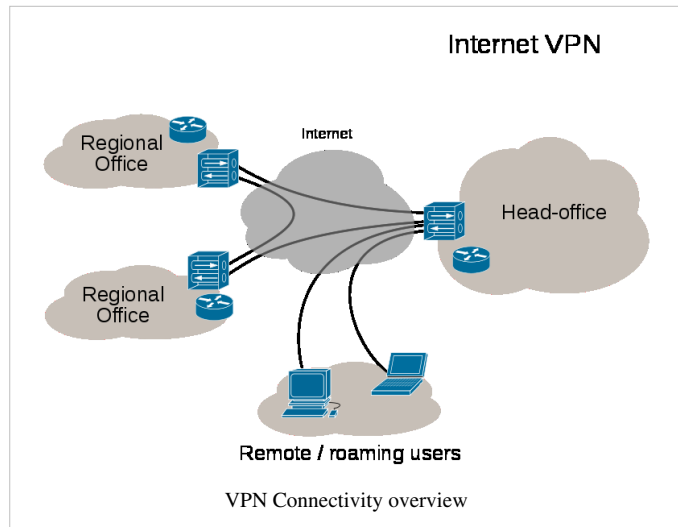 Internet VPN
Internet
Regional
Office
Head-office
Regional
Office
Remote / roaming users
VPN Connectivity overview